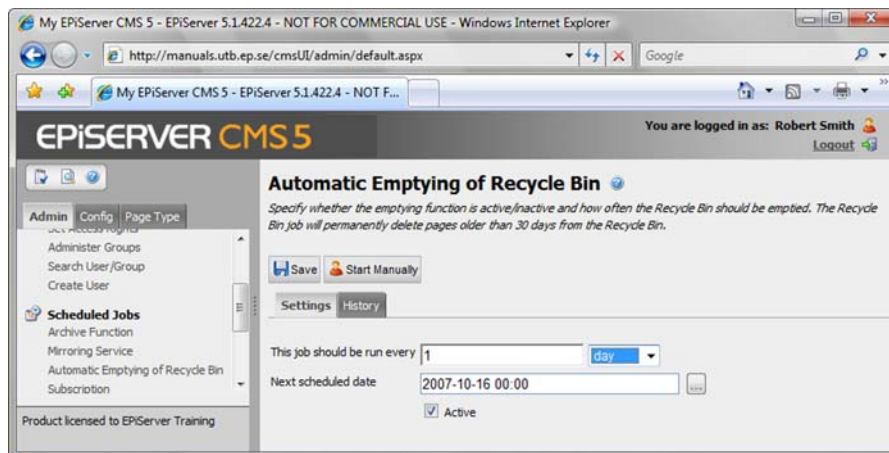 My EPiServer CMS 5 - EPiServer 5.1.422.4 - NOT FOR COMMERCIAL USE - Windows Internet Explorer
http://manuals.utb.ep.se/cmsUI/admin/default.aspx
Google
My EPiServer CMS 5 - EPiServer 5.1.422.4 - NOT F...
EPiSERVER CMS 5
You are logged in as: Robert Smith
Logout
Admin Config Page Type
Set Access Rights
Administer Groups
Search User/Group
Create User
Scheduled Jobs
Archive Function
Mirroring Service
Automatic Emptying of Recycle Bin
Subscription
Product licensed to EPiServer Training
Automatic Emptying of Recycle Bin
Specify whether the emptying function is active/inactive and how often the Recycle Bin should be emptied. The Recycle
Bin job will permanently delete pages older than 30 days from the Recycle Bin.
Save Start Manually
Settings History
This job should be run every 1 day
Next scheduled date 2007-10-16 00:00 ...
Active